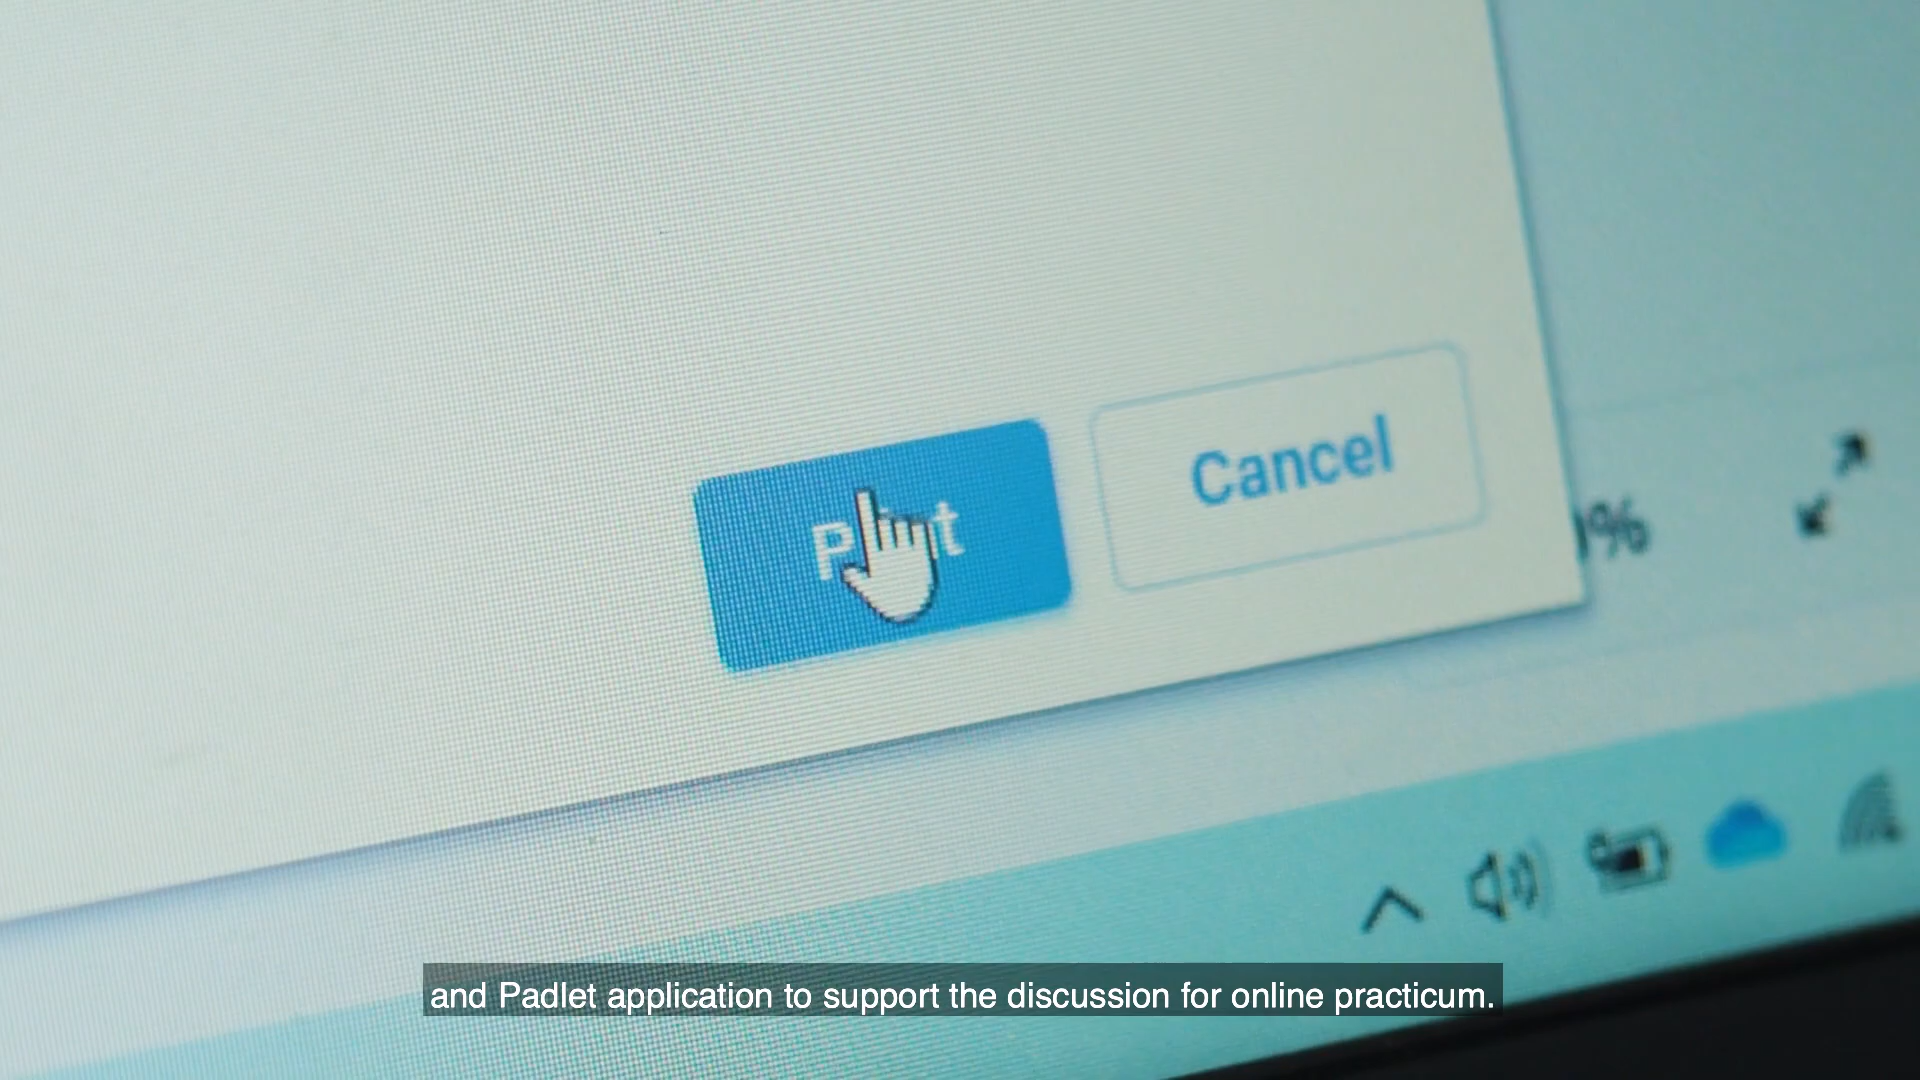 Cancel
%
and Padlet application to support the discussion for online practicum.